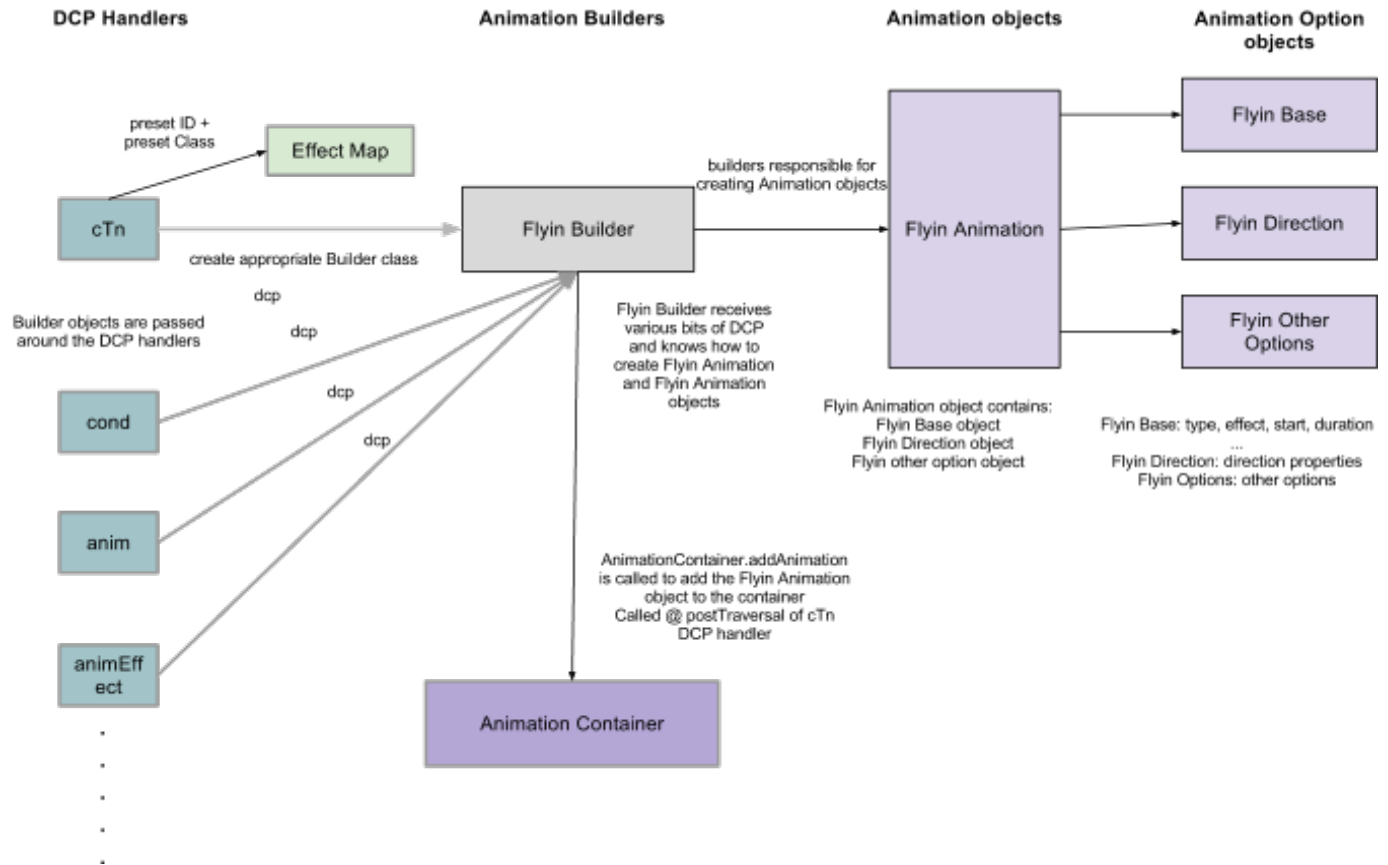 DCP Handlers
Animation Builders
Animation objects
Animation Option
objects
preset ID +
preset Class
Effect Map
cTn
create appropriate Builder class
dcp
dcp
dcp
dcp
Builder objects are passed
around the DCP handlers
cond
anim
animEff
ect
Flyin Builder
builders responsible for
creating Animation objects
Flyin Builder receives
various bits of DCP
and knows how to
create Flyin Animation
and Flyin Animation
objects
AnimationContainer.addAnimation
is called to add the Flyin Animation
object to the container
Called @ postTraversal of cTn
DCP handler
Animation Container
Flyin Animation
Flyin Animation object contains:
Flyin Base object
Flyin Direction object
Flyin other option object
Flyin Base
Flyin Direction
Flyin Other
Options
Flyin Base: type, effect, start, duration
...
Flyin Direction: direction properties
Flyin Options: other options